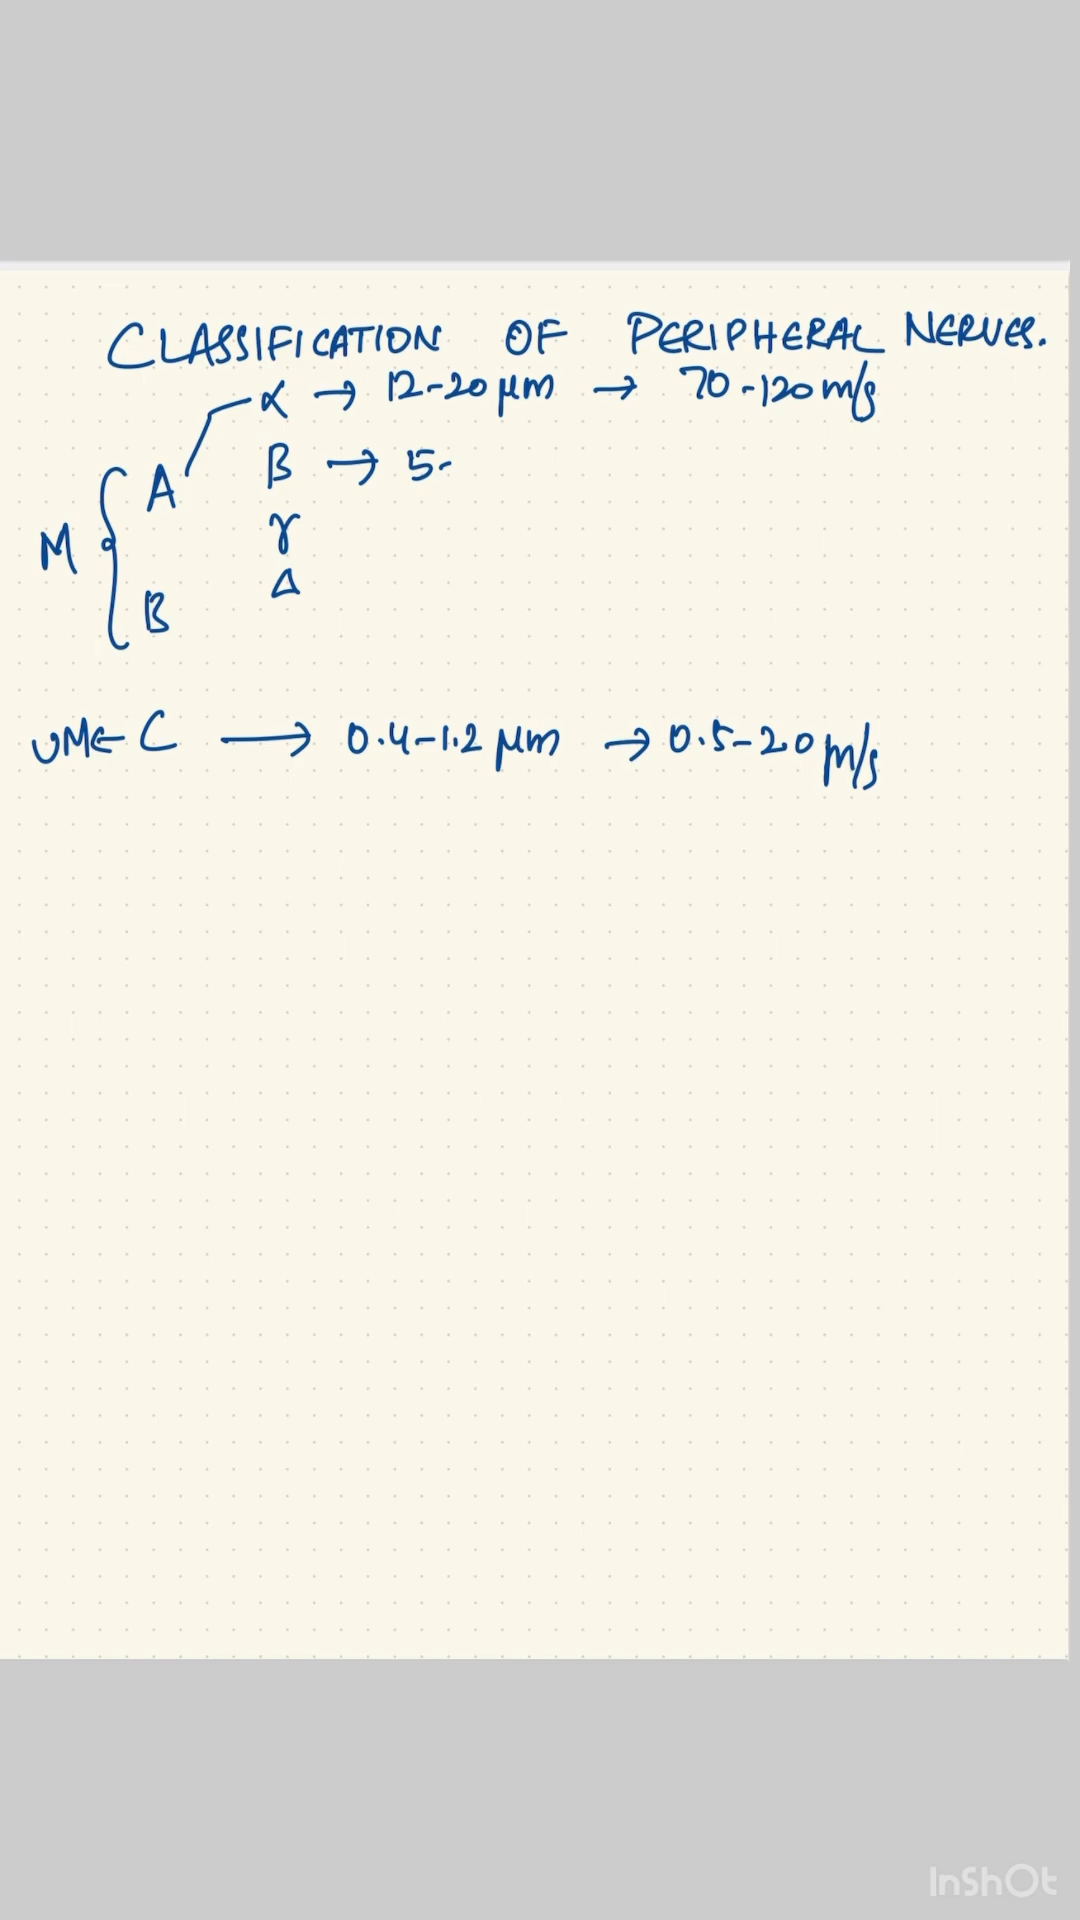 CLASSIFICATION OF PERIPHERAL NERVES.
α → 12-20 μm → 70-120 m/s
A β → 5-
M { γ
B Δ
UM ← C → 0.4-1.2 μm → 0.5-2.0 m/s
InShOt